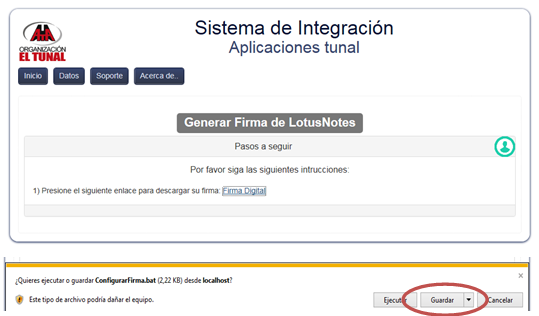 Sistema de Integración
Aplicaciones tunal
ORGANIZACIÓN
EL TUNAL
Inicio
Datos
Soporte
Acerca de..
Generar Firma de LotusNotes
Pasos a seguir
Por favor siga las siguientes intrucciones:
1) Presione el siguiente enlace para descargar su firma: Firma Digital
¿Quieres ejecutar o guardar ConfigurarFirma.bat (2,22 KB) desde localhost?
Este tipo de archivo podría dañar el equipo.
Ejecutar
Guardar
Cancelar